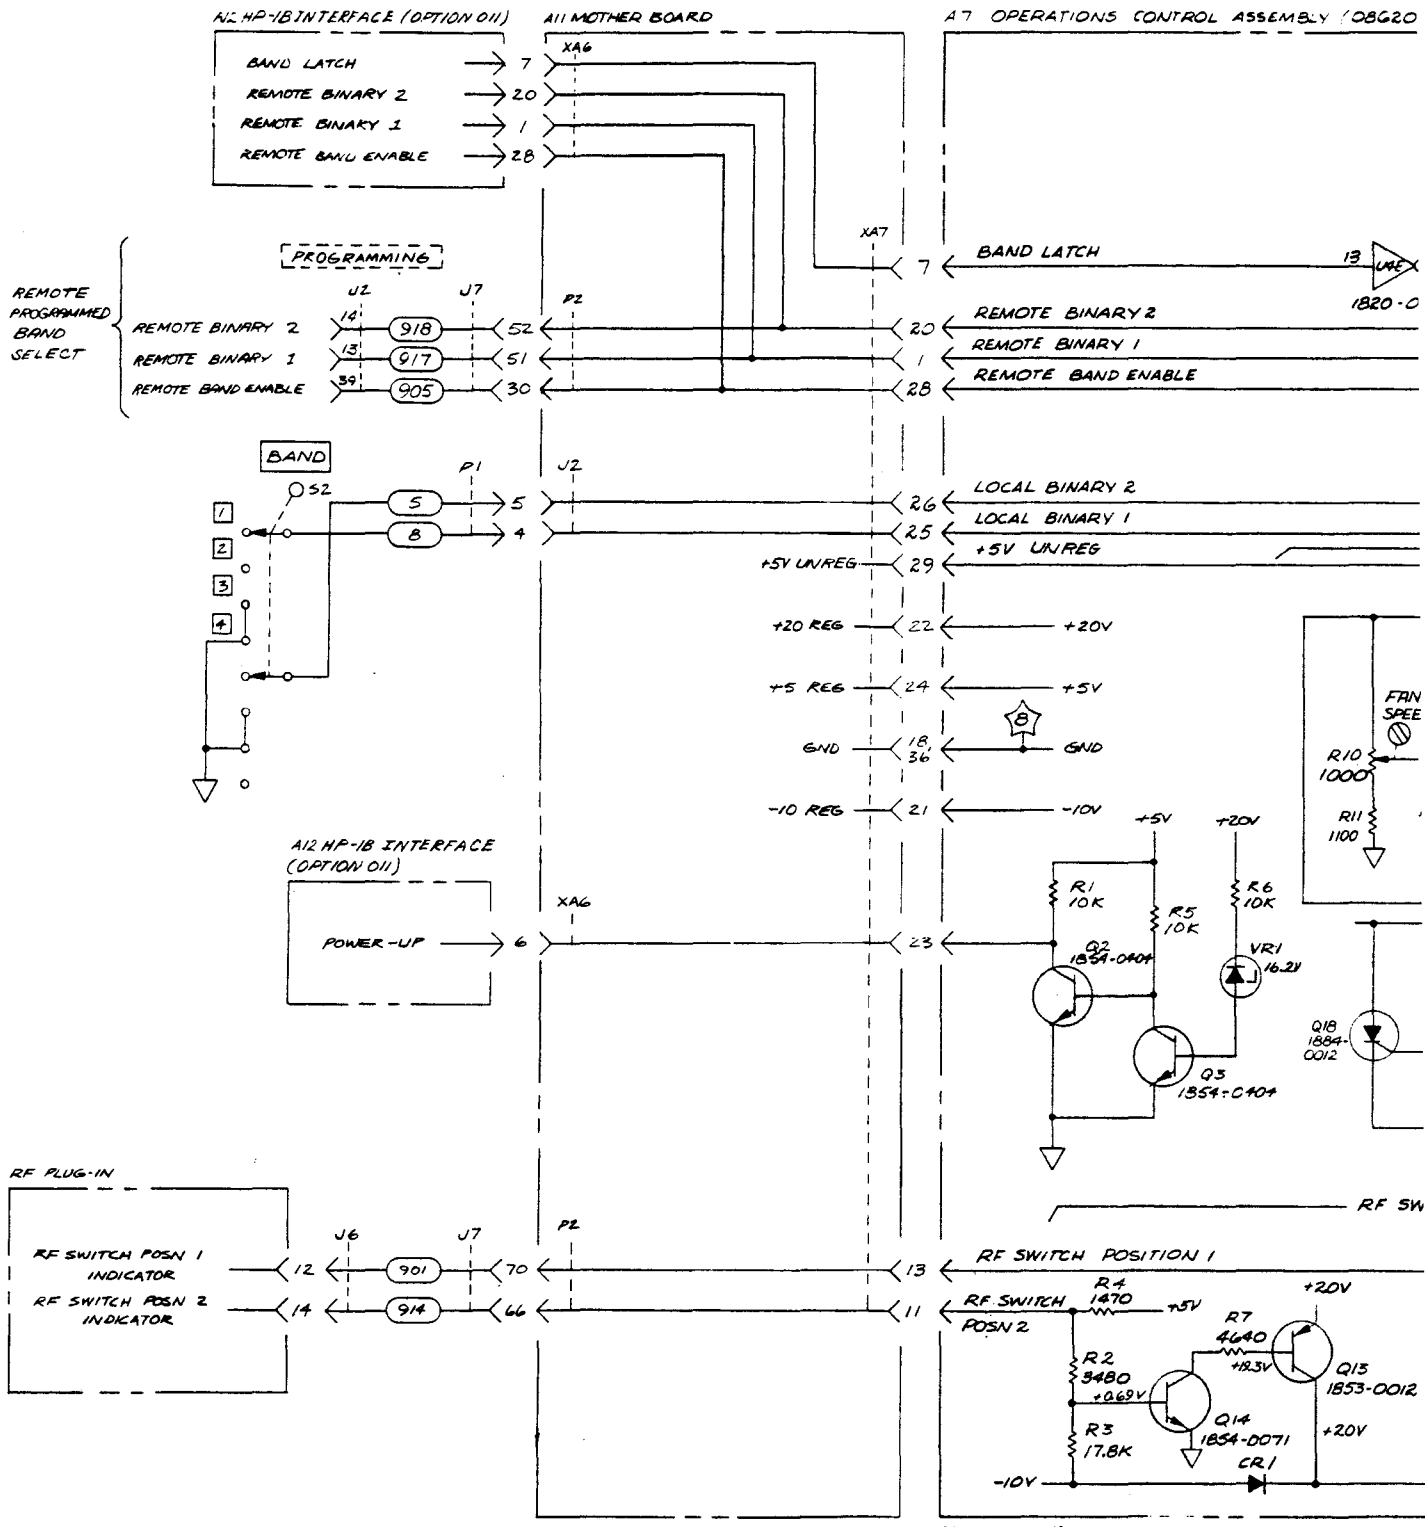 A12 HP-IB INTERFACE (OPTION 011)
A11 MOTHER BOARD
A7 OPERATIONS CONTROL ASSEMBLY (08620
XA6
BAND LATCH 7
REMOTE BINARY 2 20
REMOTE BINARY 1 1
REMOTE BAND ENABLE 28
XA7
7 BAND LATCH 13 U4E
1820-0
PROGRAMMING
REMOTE
PROGRAMMED
BAND
SELECT
J2 J7 P2
REMOTE BINARY 2 14 918 52 20 REMOTE BINARY 2
REMOTE BINARY 1 13 917 51 1 REMOTE BINARY 1
REMOTE BAND ENABLE 39 905 30 28 REMOTE BAND ENABLE
BAND
S2
P1 J2
5 5 26 LOCAL BINARY 2
8 4 25 LOCAL BINARY 1
1
2
3
4
+5V UNREG 29 +5V UNREG
+20 REG 22 +20V
+5 REG 24 +5V
8
GND 18, 36 GND
-10 REG 21 -10V
FAN
SPEE
R10
1000
R11
1100
A12 HP-IB INTERFACE
(OPTION 011)
XA6
POWER-UP 6 23
+5V +20V
R1
10K
R5
10K
R6
10K
VR1
16.2V
Q2
1854-0404
Q3
1854-0404
Q18
1884-
0012
RF PLUG-IN
RF SW
J6 J7 P2
RF SWITCH POSN 1
INDICATOR
12 901 70 13 RF SWITCH POSITION 1
RF SWITCH POSN 2
INDICATOR
14 914 66 11 RF SWITCH
POSN 2
R4
1470
+5V
+20V
R7
4640
+19.3V
Q13
1853-0012
R2
3480
+0.69V
Q14
1854-0071
+20V
R3
17.8K
CR1
-10V